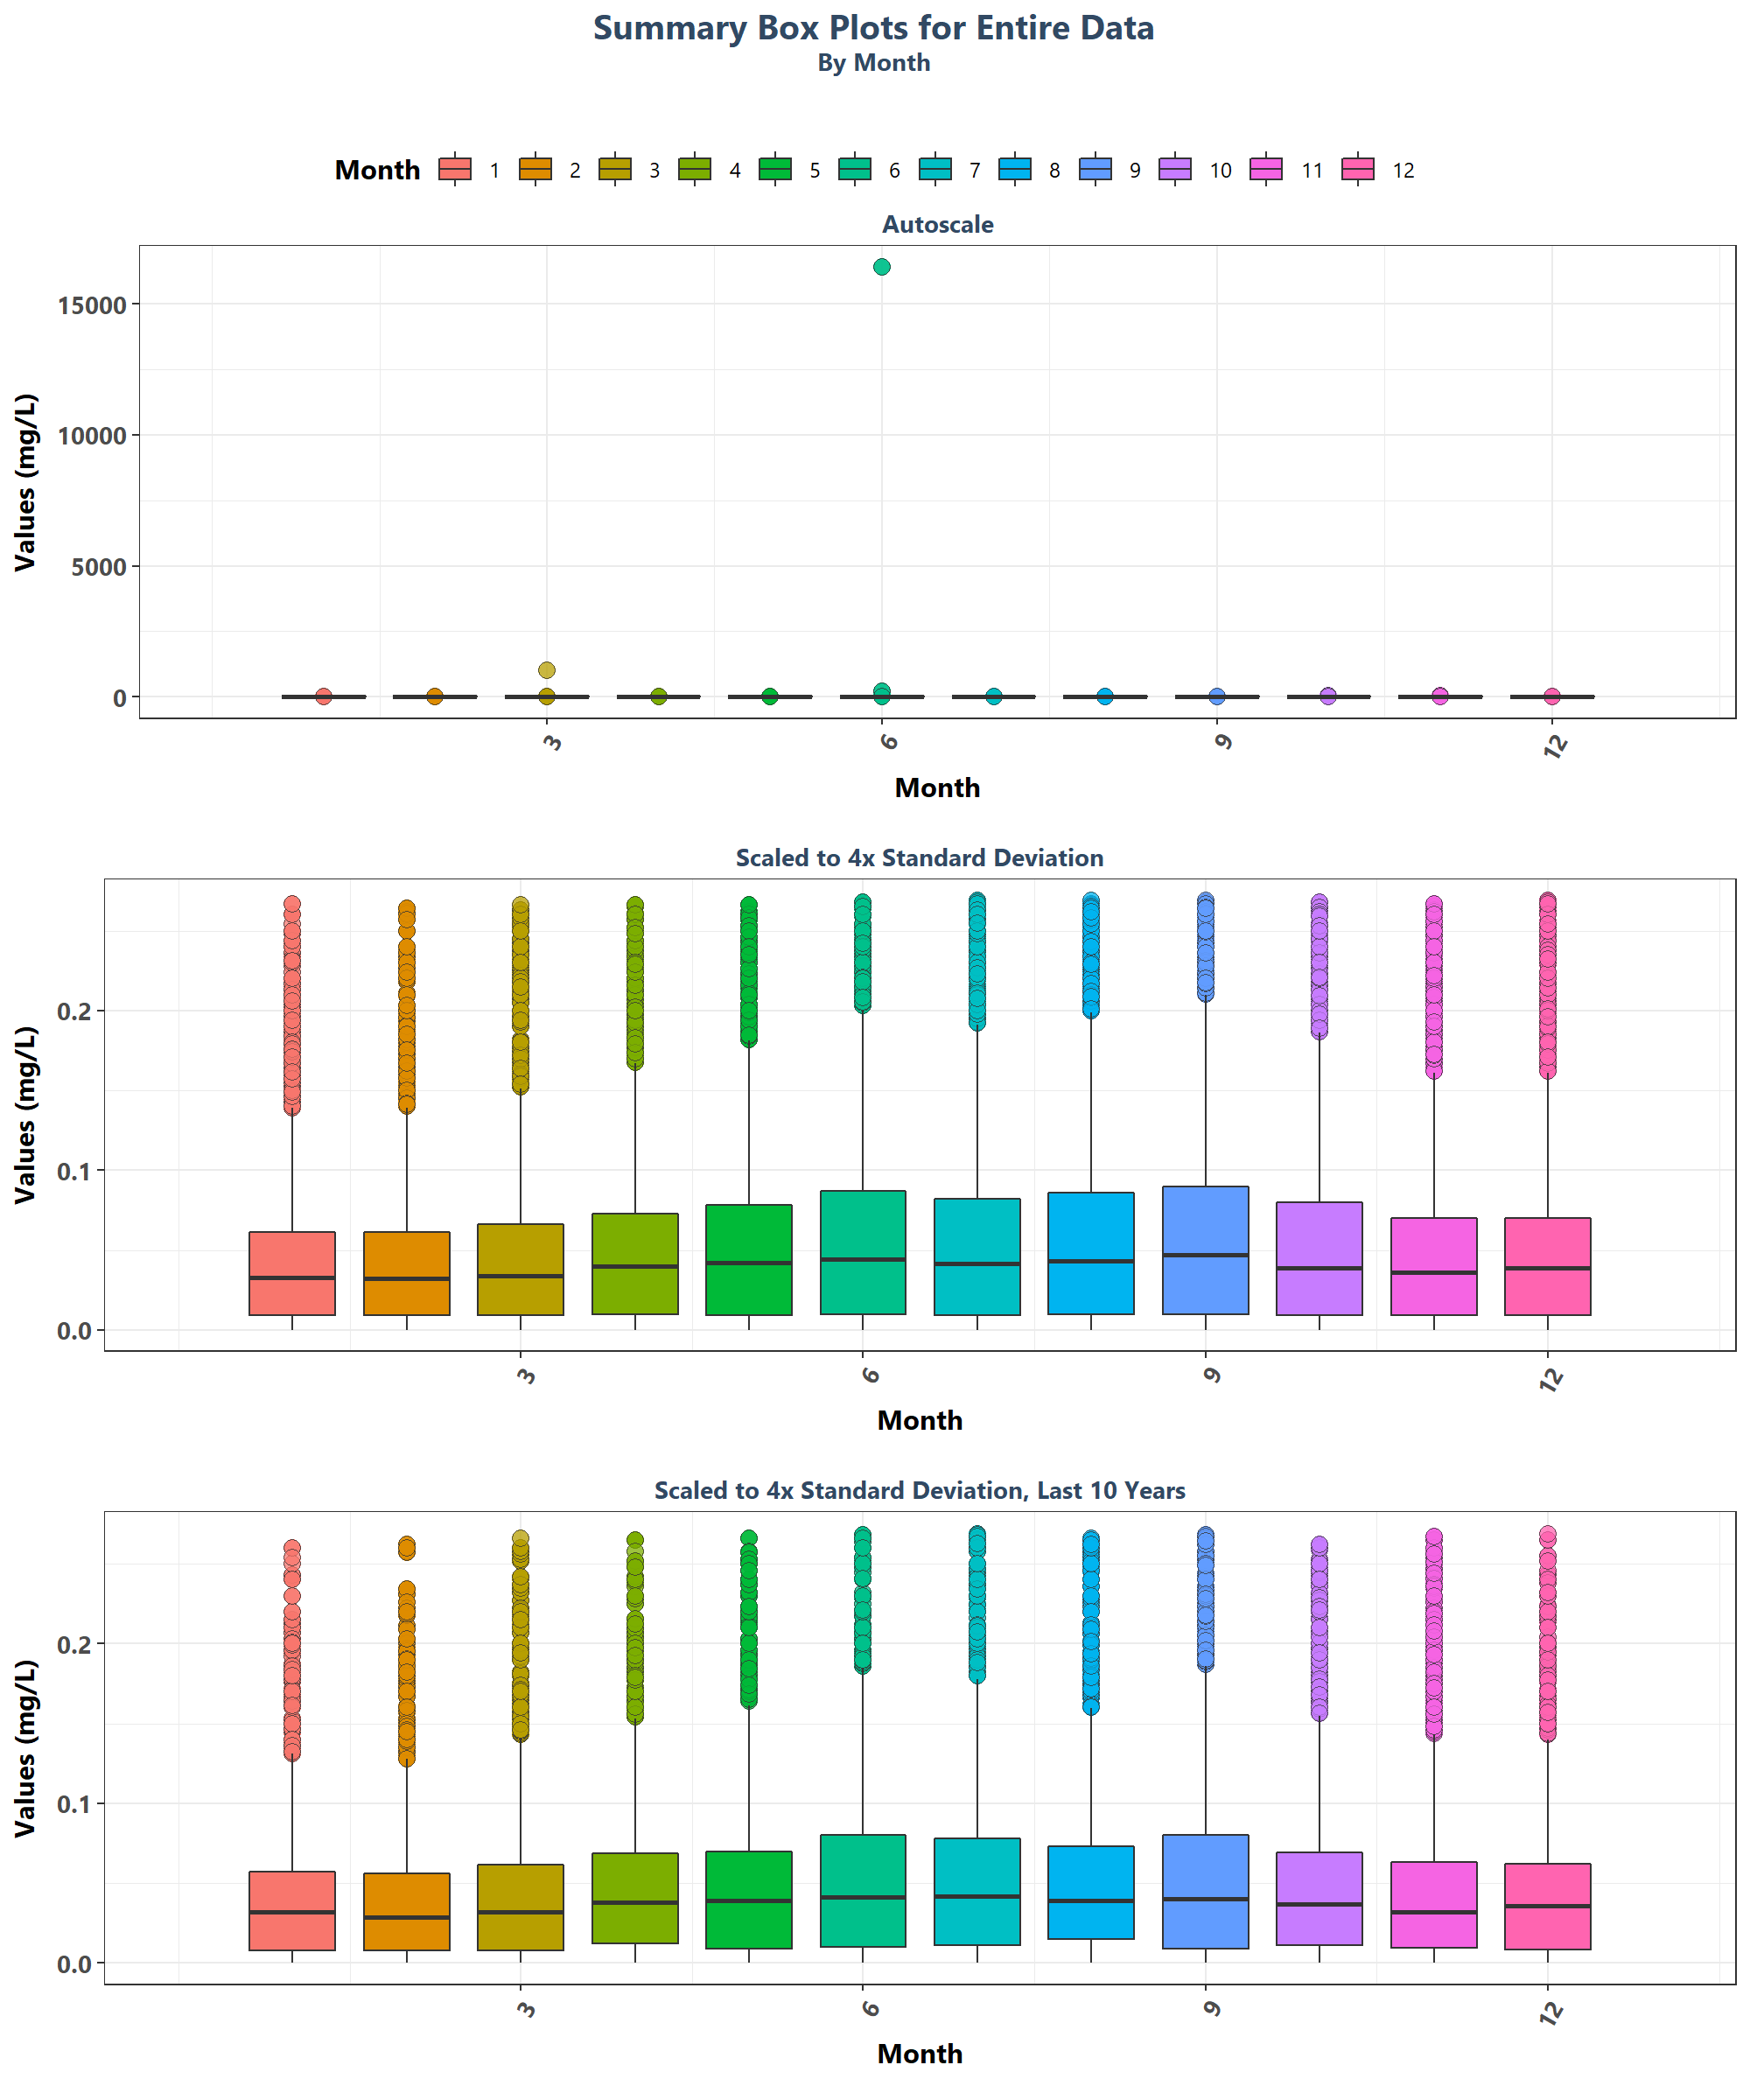 Summary Box Plots for Entire Data
By Month
Month 1 2 3 4 5 6 7 8 9 10 11 12
Autoscale
Values (mg/L)
15000
10000
5000
0
3 6 9 12
Month
Scaled to 4x Standard Deviation
Values (mg/L)
0.2
0.1
0.0
3 6 9 12
Month
Scaled to 4x Standard Deviation, Last 10 Years
Values (mg/L)
0.2
0.1
0.0
3 6 9 12
Month